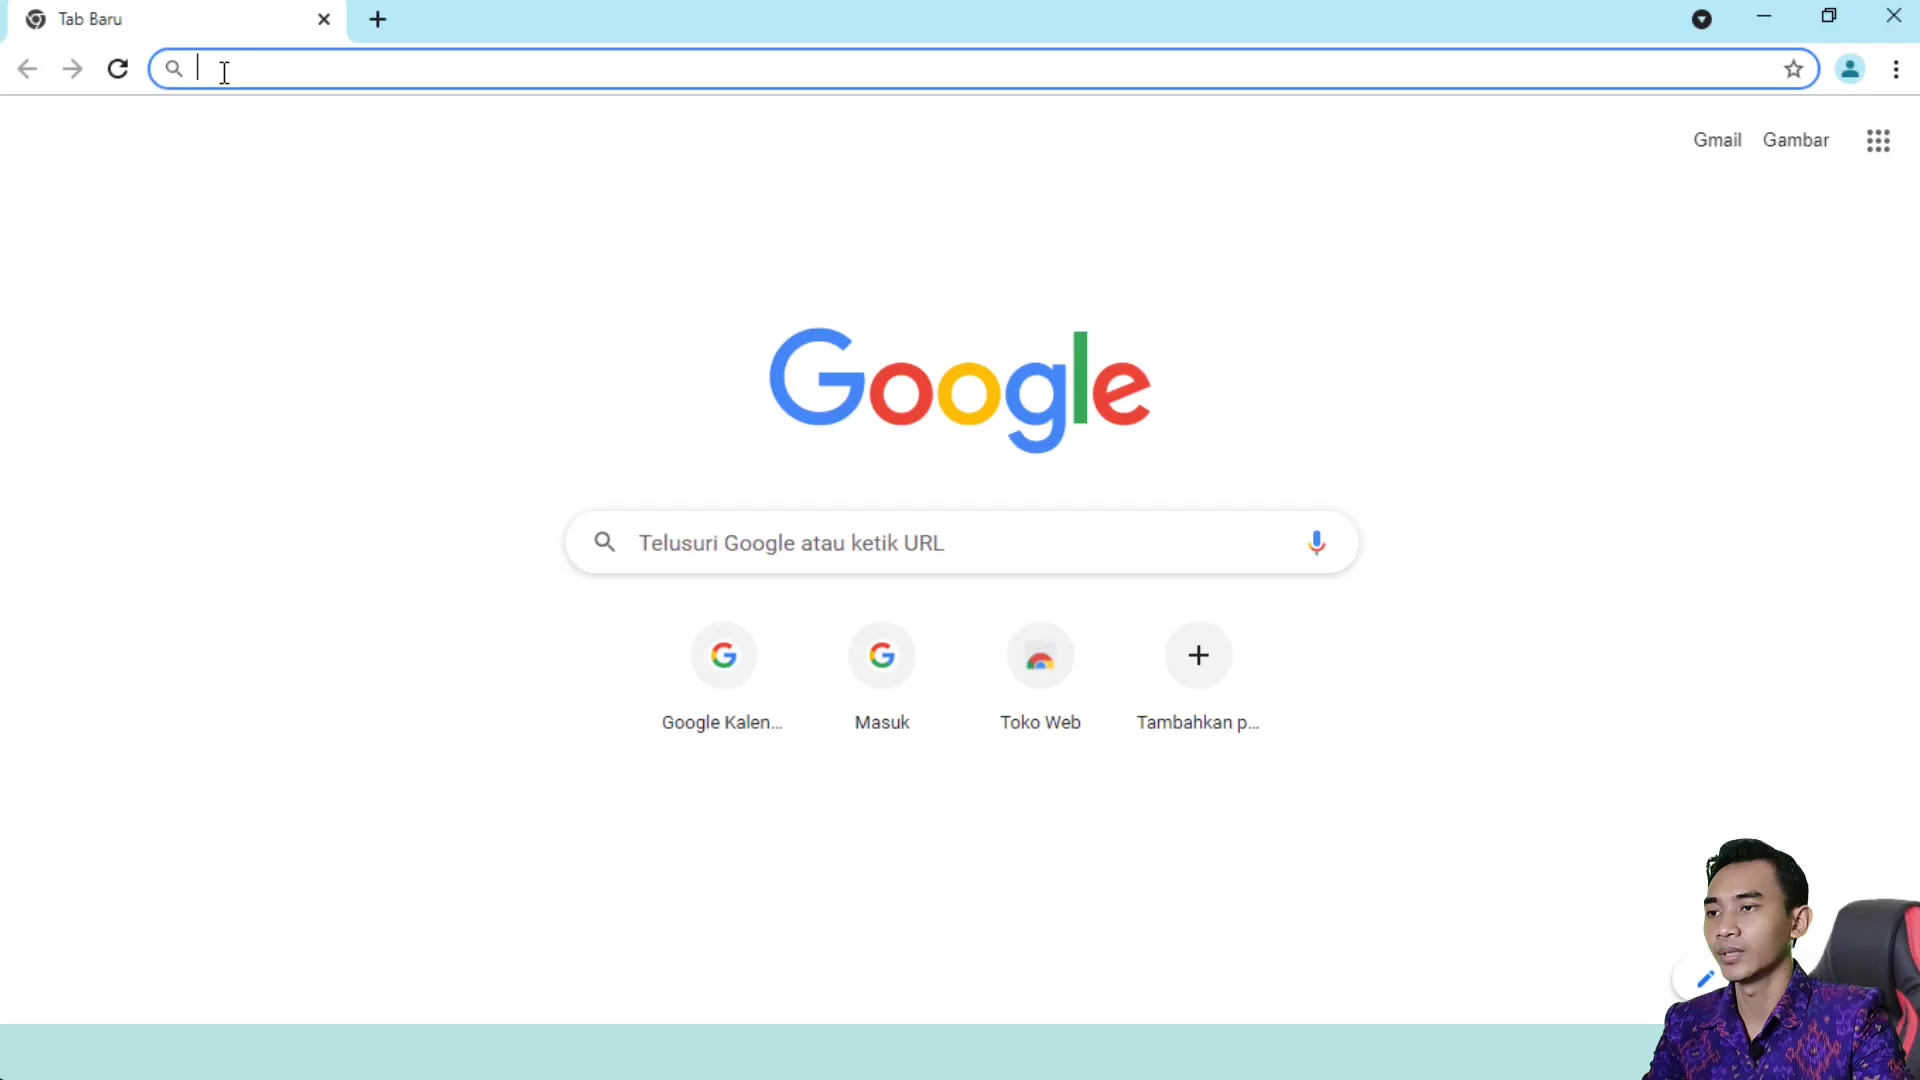 Tab Baru
Gmail Gambar
Google
Telusuri Google atau ketik URL
Google Kalen... Masuk Toko Web Tambahkan p...